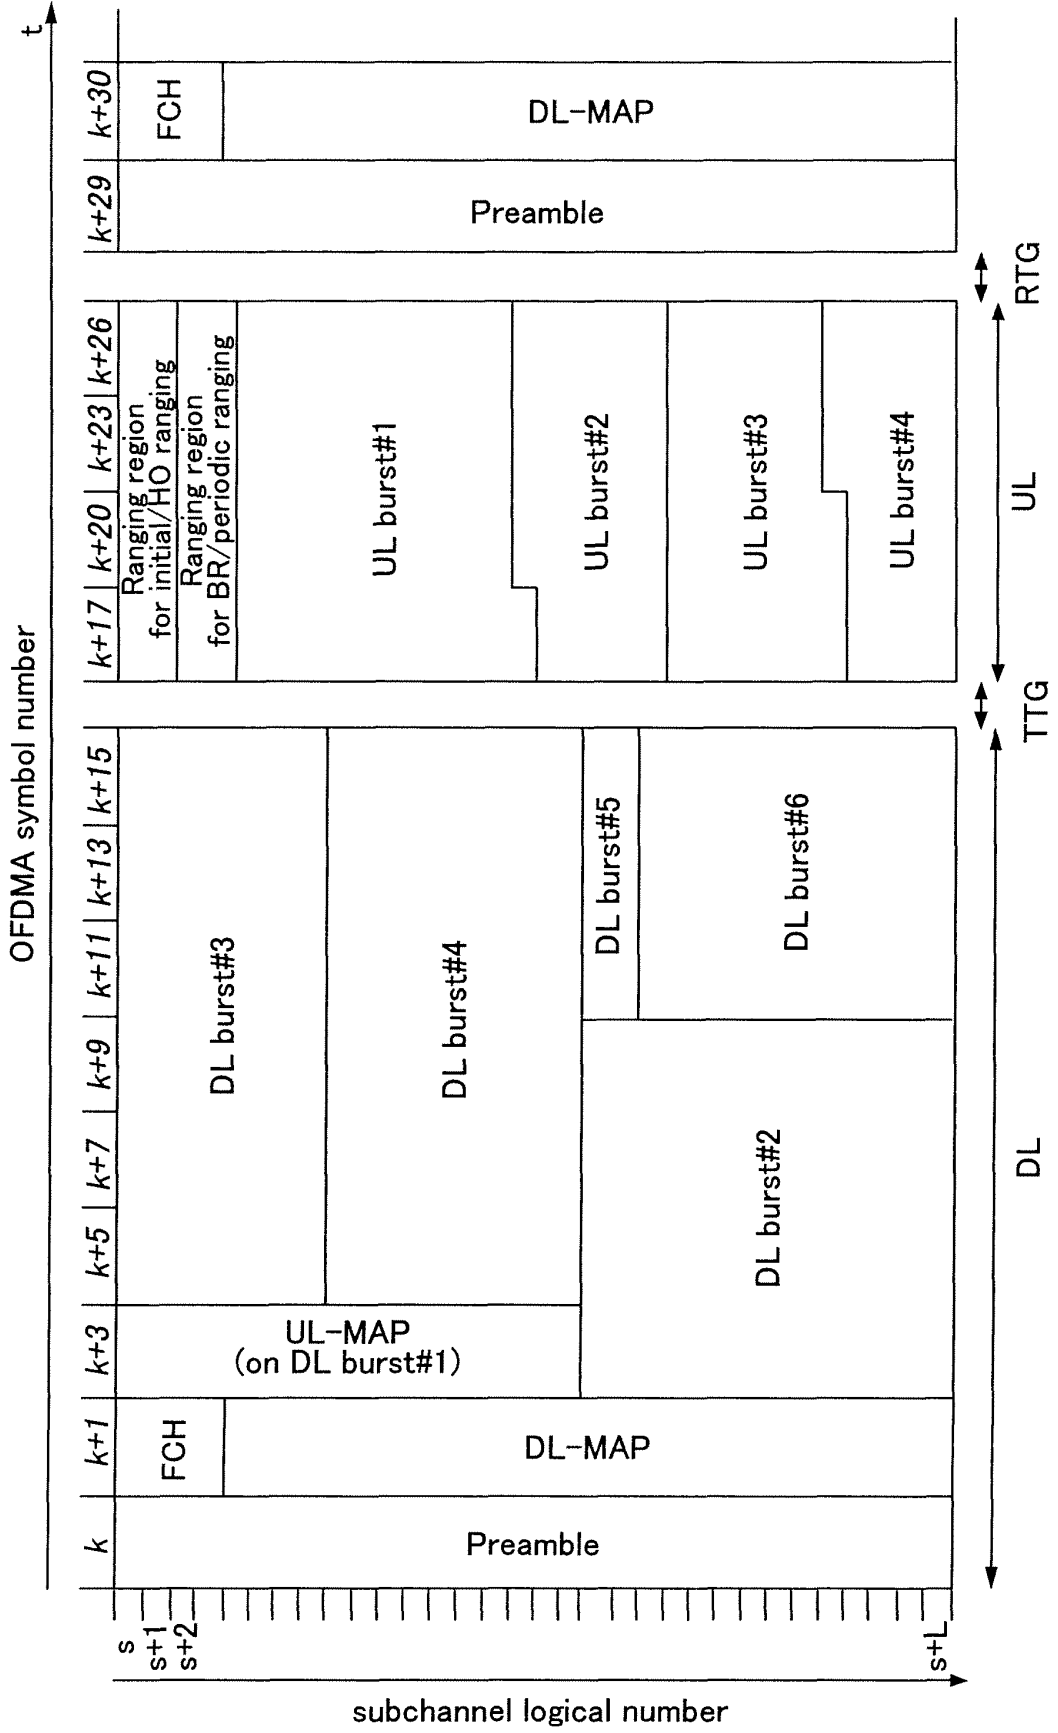 OFDMA symbol number
t
k
k+1
k+3
k+5
k+7
k+9
k+11
k+13
k+15
k+17
k+20
k+23
k+26
k+29
k+30
subchannel logical number
s
s+1
s+2
s+L
Preamble
FCH
DL-MAP
UL-MAP
(on DL burst#1)
DL burst#3
DL burst#4
DL burst#2
DL burst#5
DL burst#6
Ranging region
for initial/HO ranging
Ranging region
for BR/periodic ranging
UL burst#1
UL burst#2
UL burst#3
UL burst#4
Preamble
FCH
DL-MAP
DL
TTG
UL
RTG